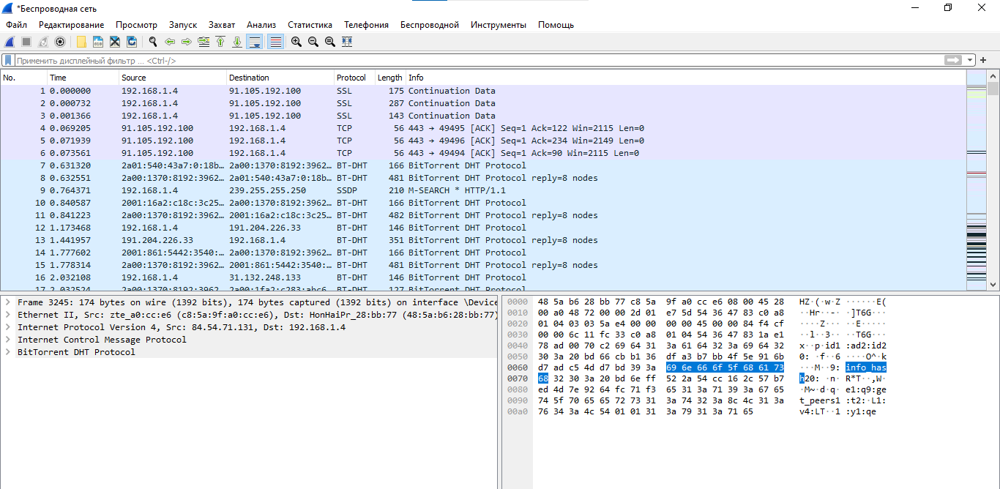 *Беспроводная сеть
Файл Редактирование Просмотр Запуск Захват Анализ Статистика Телефония Беспроводной Инструменты Помощь
Применить дисплейный фильтр ... <Ctrl-/>
No. Time Source Destination Protocol Length Info
1 0.000000 192.168.1.4 91.105.192.100 SSL 175 Continuation Data
2 0.000732 192.168.1.4 91.105.192.100 SSL 287 Continuation Data
3 0.001366 192.168.1.4 91.105.192.100 SSL 143 Continuation Data
4 0.069205 91.105.192.100 192.168.1.4 TCP 56 443 → 49495 [ACK] Seq=1 Ack=122 Win=2115 Len=0
5 0.071939 91.105.192.100 192.168.1.4 TCP 56 443 → 49496 [ACK] Seq=1 Ack=234 Win=2149 Len=0
6 0.073561 91.105.192.100 192.168.1.4 TCP 56 443 → 49494 [ACK] Seq=1 Ack=90 Win=2115 Len=0
7 0.631320 2a01:540:43a7:0:18b… 2a00:1370:8192:3962… BT-DHT 166 BitTorrent DHT Protocol
8 0.632551 2a00:1370:8192:3962… 2a01:540:43a7:0:18b… BT-DHT 481 BitTorrent DHT Protocol reply=8 nodes
9 0.764371 192.168.1.4 239.255.255.250 SSDP 210 M-SEARCH * HTTP/1.1
10 0.840587 2001:16a2:c18c:3c25… 2a00:1370:8192:3962… BT-DHT 166 BitTorrent DHT Protocol
11 0.841223 2a00:1370:8192:3962… 2001:16a2:c18c:3c25… BT-DHT 482 BitTorrent DHT Protocol reply=8 nodes
12 1.173468 192.168.1.4 191.204.226.33 BT-DHT 146 BitTorrent DHT Protocol
13 1.441957 191.204.226.33 192.168.1.4 BT-DHT 351 BitTorrent DHT Protocol reply=8 nodes
14 1.777602 2001:861:5442:3540:… 2a00:1370:8192:3962… BT-DHT 166 BitTorrent DHT Protocol
15 1.778314 2a00:1370:8192:3962… 2001:861:5442:3540:… BT-DHT 481 BitTorrent DHT Protocol reply=8 nodes
16 2.032108 192.168.1.4 31.132.248.133 BT-DHT 146 BitTorrent DHT Protocol
17 2.032524 2a00:1370:8192:3962… BT-DHT 127 BitTorrent DHT Protocol
Frame 3245: 174 bytes on wire (1392 bits), 174 bytes captured (1392 bits) on interface \Device
Ethernet II, Src: zte_a0:cc:e6 (c8:5a:9f:a0:cc:e6), Dst: HonHaiPr_28:bb:77 (48:5a:b6:28:bb:77)
Internet Protocol Version 4, Src: 84.54.71.131, Dst: 192.168.1.4
Internet Control Message Protocol
BitTorrent DHT Protocol
0000 48 5a b6 28 bb 77 c8 5a 9f a0 cc e6 08 00 45 28 HZ·(·w·Z ······E(
0010 00 a0 48 72 00 00 2d 01 e7 5d 54 36 47 83 c0 a8 ··Hr··-· ·]T6G···
0020 01 04 03 03 5a e4 00 00 00 00 45 00 00 84 f4 cf ····Z··· ··E·····
0030 00 00 6c 11 fc 33 c0 a8 01 04 54 36 47 83 1a e1 ··l··3·· ··T6G···
0040 78 ad 00 70 c2 69 64 31 3a 61 64 32 3a 69 64 32 x··p·id1 :ad2:id2
0050 30 3a 20 bd 66 cb b1 36 df a3 b7 bb 4f 5e 91 6b 0: ·f··6 ····O^·k
0060 d7 ad c5 4d d7 bd 39 3a 69 6e 66 6f 5f 68 61 73 ···M··9: info_has
0070 68 32 30 3a 20 bd 6e ff 52 2a 54 cc 16 2c 57 b7 h20: ·n· R*T··,W·
0080 ed 4d 7e 92 64 fc 71 f3 65 31 3a 71 39 3a 67 65 ·M~·d·q· e1:q9:ge
0090 74 5f 70 65 65 72 73 31 3a 74 32 3a 8c 4c 31 3a t_peers1 :t2:·L1:
00a0 76 34 3a 4c 54 01 01 31 3a 79 31 3a 71 65 v4:LT··1 :y1:qe